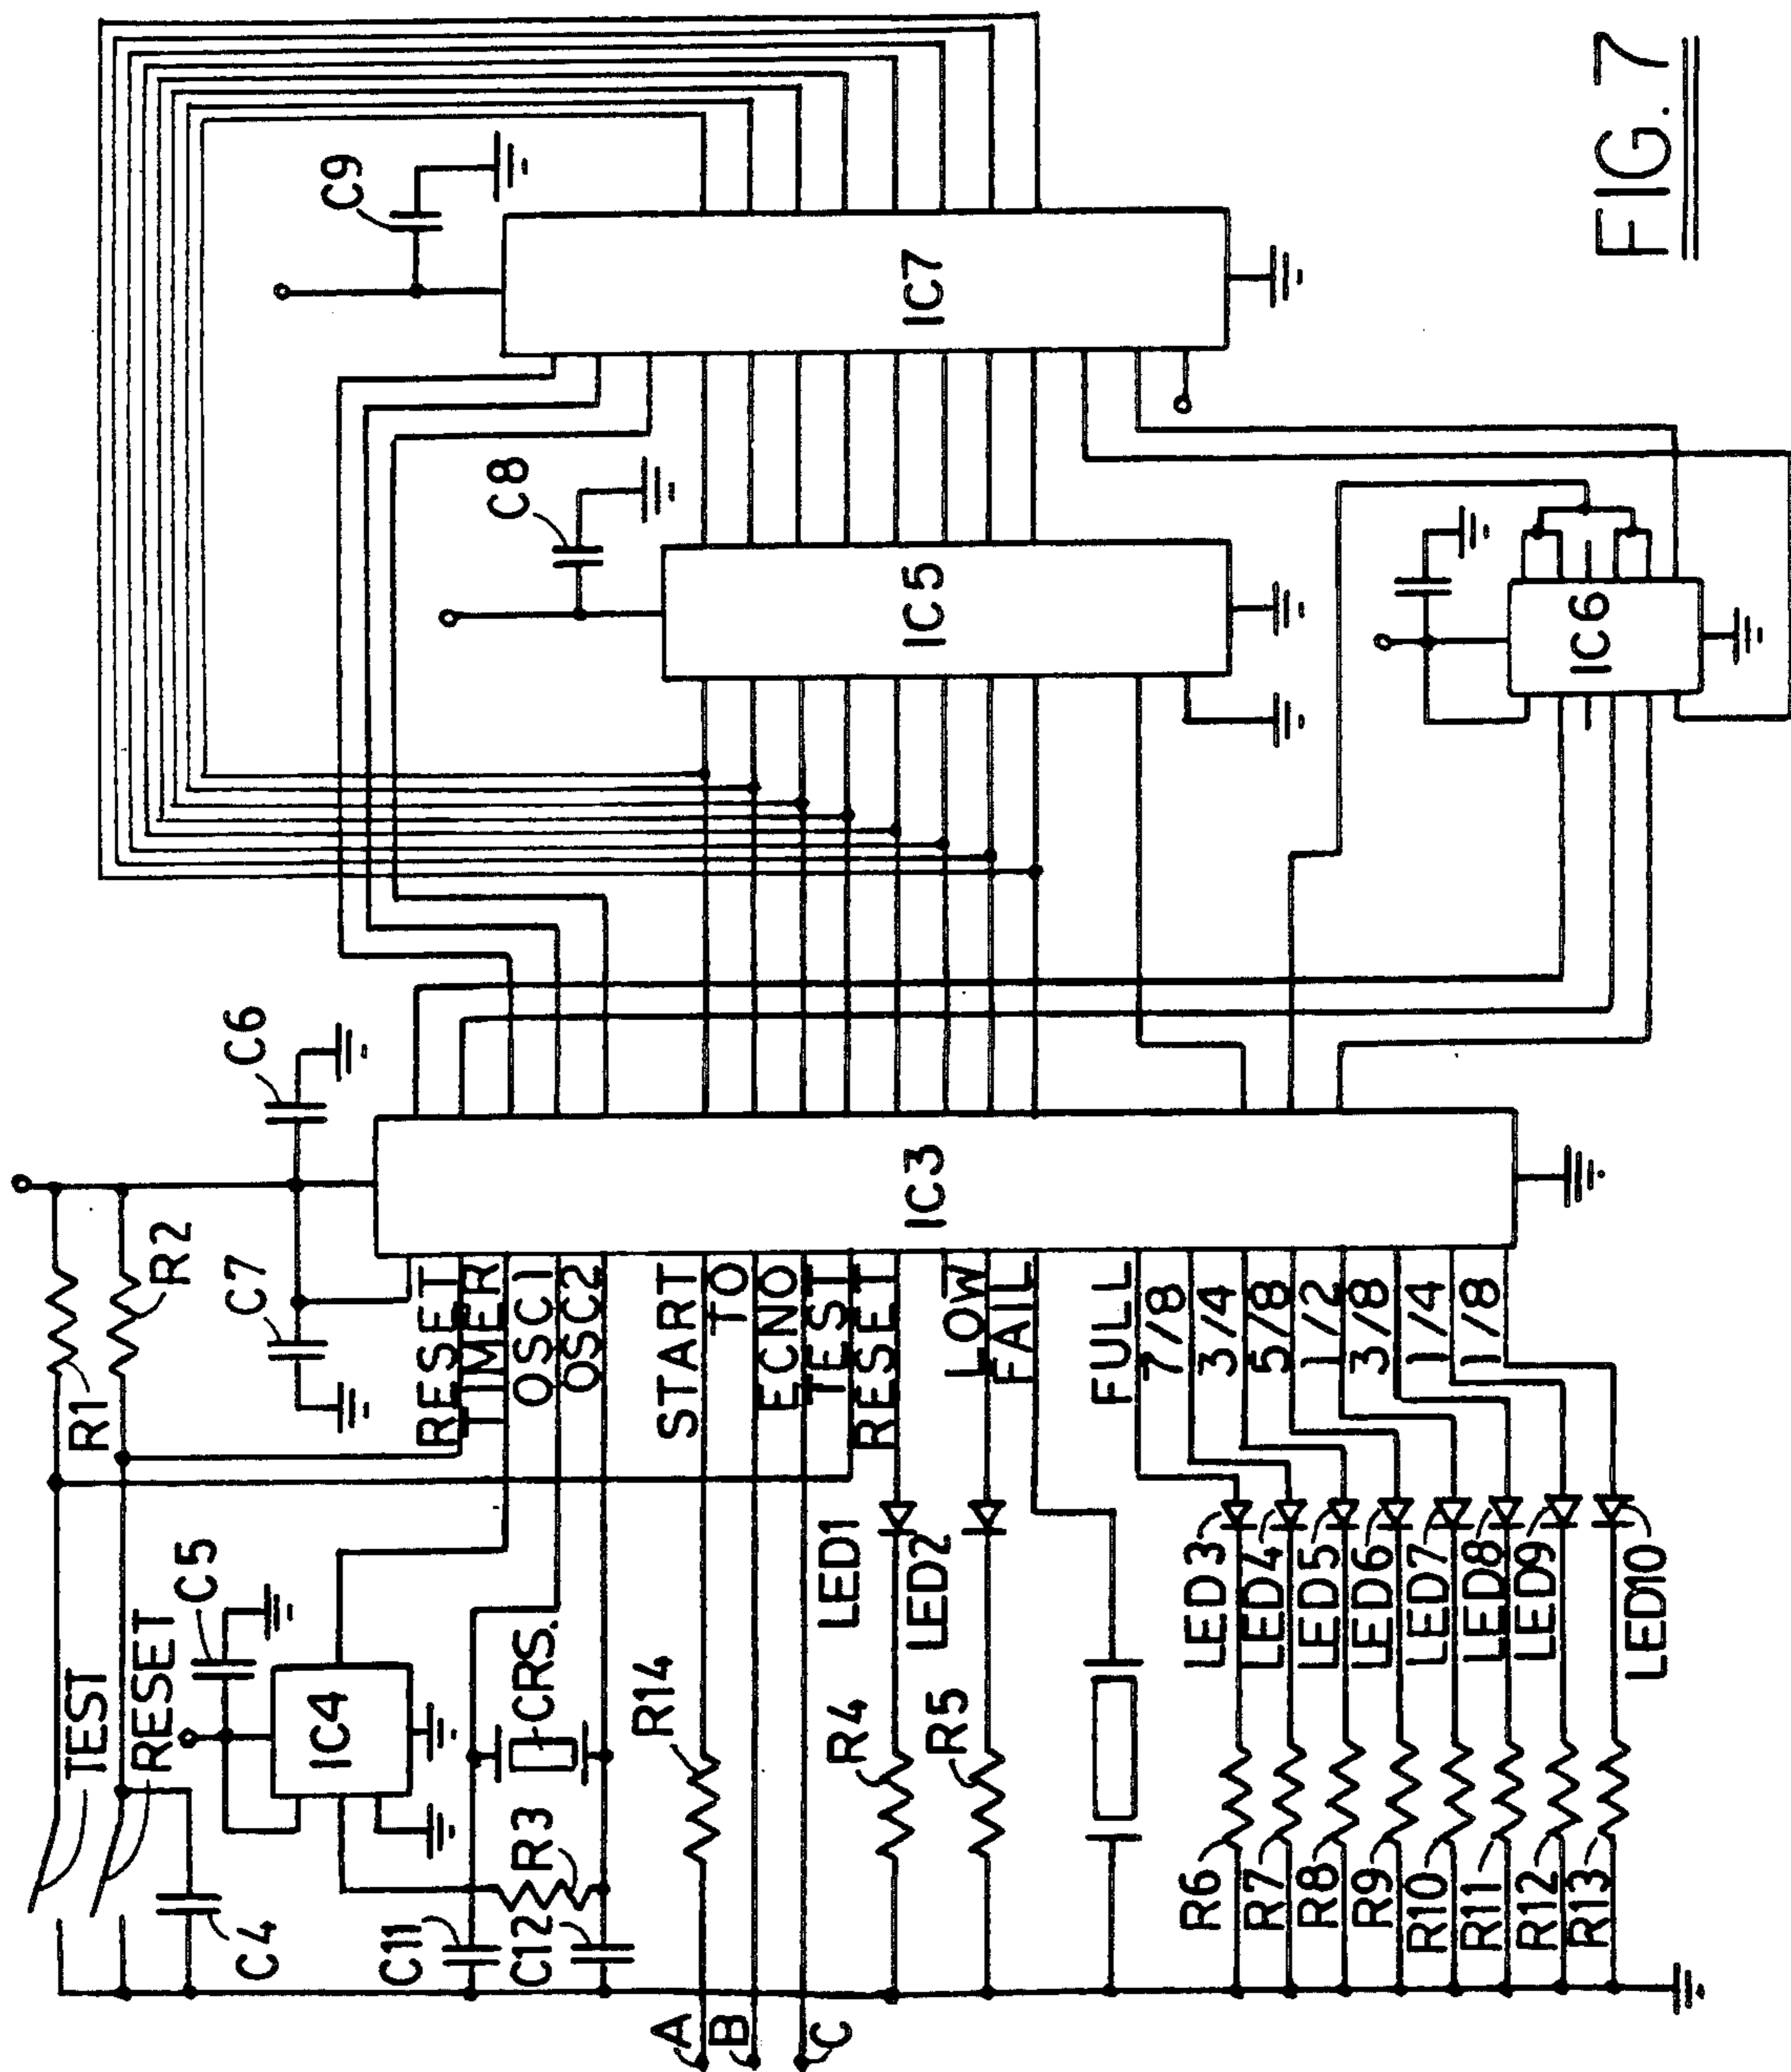 FIG. 7
C9
IC7
C8
IC5
IC6
C6
IC3
R1
R2
C7
RESET
TIMER
OSC1
OSC2
START
TO
ECNO
TEST
RESET
LOW
FAIL
FULL
7/8
3/4
5/8
1/2
3/8
1/4
1/8
TEST
RESET
C5
IC4
C4
CRS.
R3
C11
C12
R14
LED1
LED2
R4
R5
LED3
LED4
LED5
LED6
LED7
LED8
LED9
LED10
R6
R7
R8
R9
R10
R11
R12
R13
A
B
C